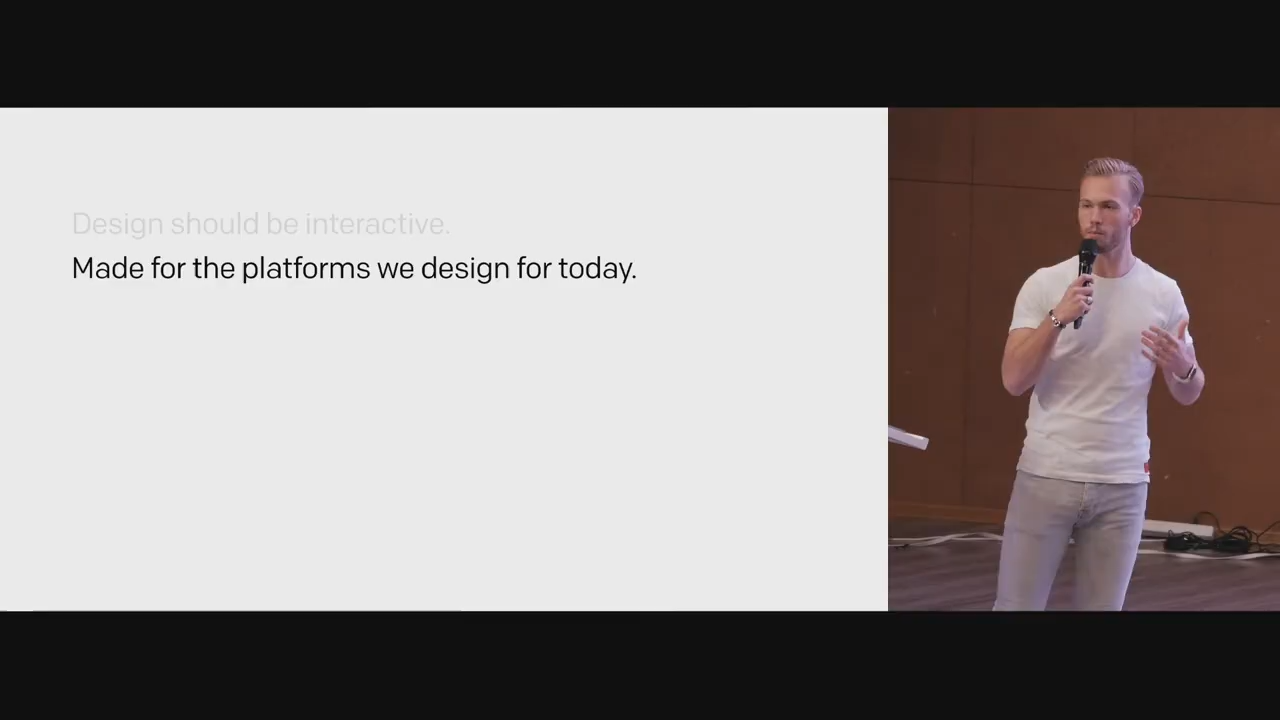 Design should be interactive.
Made for the platforms we design for today.